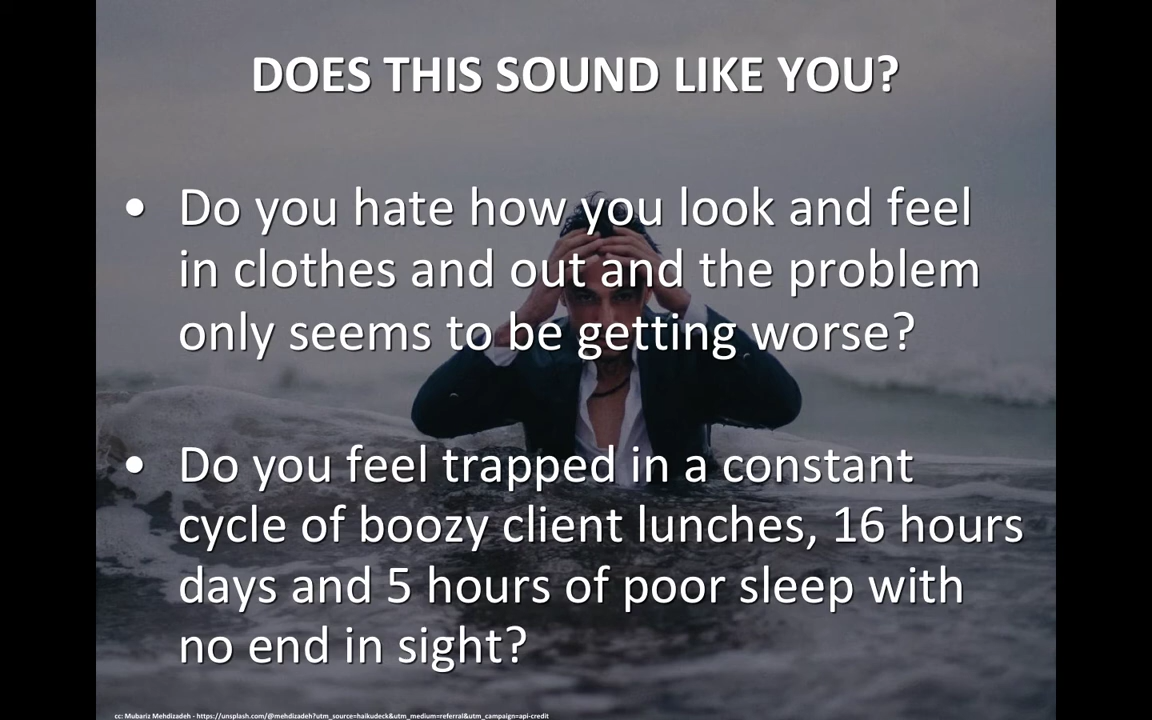 DOES THIS SOUND LIKE YOU?
• Do you hate how you look and feel
in clothes and out and the problem
only seems to be getting worse?
• Do you feel trapped in a constant
cycle of boozy client lunches, 16 hours
days and 5 hours of poor sleep with
no end in sight?
cc: Mubariz Mehdizadeh - https://unsplash.com/@mehdizadeh?utm_source=haikudeck&utm_medium=referral&utm_campaign=api-credit